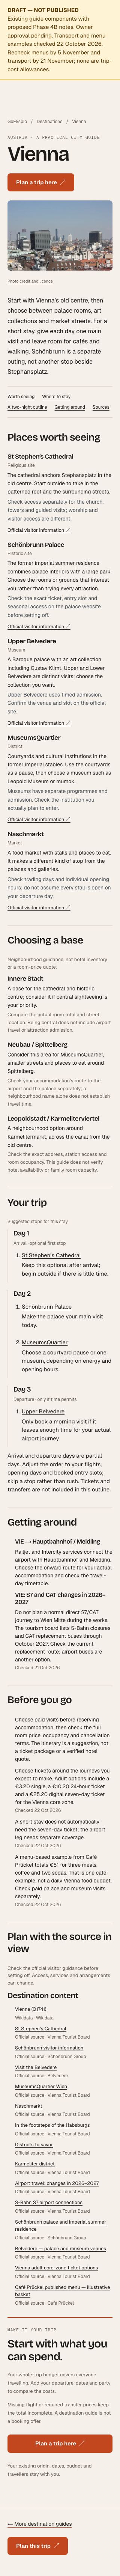 DRAFT — NOT PUBLISHED
Existing guide components with
proposed Phase 4B notes. Owner
approval pending. Transport and menu
examples checked 22 October 2026.
Recheck menus by 5 November and
transport by 21 November; none are trip-
cost allowances.
GoEksplo / Destinations / Vienna
AUSTRIA · A PRACTICAL CITY GUIDE
Vienna
Plan a trip here ↗
Photo credit and licence
Start with Vienna's old centre, then
choose between palace rooms, art
collections and market streets. For a
short stay, give each day one main
visit and leave room for cafés and
walking. Schönbrunn is a separate
outing, not another stop beside
Stephansplatz.
Worth seeing Where to stay
A two-night outline Getting around Sources
Places worth seeing
St Stephen's Cathedral
Religious site
The cathedral anchors Stephansplatz in the
old centre. Start outside to take in the
patterned roof and the surrounding streets.
Check access separately for the church,
towers and guided visits; worship and
visitor access are different.
Official visitor information ↗
Schönbrunn Palace
Historic site
The former imperial summer residence
combines palace interiors with a large park.
Choose the rooms or grounds that interest
you rather than trying every attraction.
Check the exact ticket, entry slot and
seasonal access on the palace website
before setting off.
Official visitor information ↗
Upper Belvedere
Museum
A Baroque palace with an art collection
including Gustav Klimt. Upper and Lower
Belvedere are distinct visits; choose the
collection you want.
Upper Belvedere uses timed admission.
Confirm the venue and slot on the official
site.
Official visitor information ↗
MuseumsQuartier
District
Courtyards and cultural institutions in the
former imperial stables. Use the courtyards
as a pause, then choose a museum such as
Leopold Museum or mumok.
Museums have separate programmes and
admission. Check the institution you
actually plan to enter.
Official visitor information ↗
Naschmarkt
Market
A food market with stalls and places to eat.
It makes a different kind of stop from the
palaces and galleries.
Check trading days and individual opening
hours; do not assume every stall is open on
your departure day.
Official visitor information ↗
Choosing a base
Neighbourhood guidance, not hotel inventory
or a room-price quote.
Innere Stadt
A base for the cathedral and historic
centre; consider it if central sightseeing is
your priority.
Compare the actual room total and street
location. Being central does not include airport
travel or attraction admission.
Neubau / Spittelberg
Consider this area for MuseumsQuartier,
smaller streets and places to eat around
Spittelberg.
Check your accommodation's route to the
airport and the palace separately; a
neighbourhood name alone does not establish
travel time.
Leopoldstadt / Karmeliterviertel
A neighbourhood option around
Karmelitermarkt, across the canal from the
old centre.
Check the exact address, station access and
room occupancy. This guide does not verify
hotel availability or family room capacity.
Your trip
Suggested stops for this stay
Day 1
Arrival · optional first stop
1. St Stephen's Cathedral
Keep this optional after arrival;
begin outside if there is little time.
Day 2
1. Schönbrunn Palace
Make the palace your main visit
today.
2. MuseumsQuartier
Choose a courtyard pause or one
museum, depending on energy and
opening hours.
Day 3
Departure · only if time permits
1. Upper Belvedere
Only book a morning visit if it
leaves enough time for your actual
airport journey.
Arrival and departure days are partial
days. Adjust the order to your flights,
opening days and booked entry slots;
skip a stop rather than rush. Tickets and
transfers are not included in this outline.
Getting around
VIE → Hauptbahnhof / Meidling
Railjet and Intercity services connect the
airport with Hauptbahnhof and Meidling.
Choose the onward route for your actual
accommodation and check the travel-
day timetable.
VIE: S7 and CAT changes in 2026–
2027
Do not plan a normal direct S7/CAT
journey to Wien Mitte during the works.
The tourist board lists S-Bahn closures
and CAT replacement buses through
October 2027. Check the current
replacement route; airport buses are
another option.
Checked 21 Oct 2026
Before you go
Choose paid visits before reserving
accommodation, then check the full
room price, occupancy and cancellation
terms. The itinerary is a suggestion, not
a ticket package or a verified hotel
quote.
Choose tickets around the journeys you
expect to make. Adult options include a
€3.20 single, a €10.20 24-hour ticket
and a €25.20 digital seven-day ticket
for the Vienna core zone.
Checked 22 Oct 2026
A short stay does not automatically
need the seven-day ticket; the airport
leg needs separate coverage.
Checked 22 Oct 2026
A menu-based example from Café
Prückel totals €51 for three meals,
coffee and two sodas. That is one café
example, not a daily Vienna food budget.
Check paid palace and museum visits
separately.
Checked 22 Oct 2026
Plan with the source in
view
Check the official visitor guidance before
setting off. Access, services and arrangements
can change.
Destination content
Vienna (Q1741)
Wikidata · Wikidata
St Stephen's Cathedral
Official source · Vienna Tourist Board
Schönbrunn visitor information
Official source · Schönbrunn Group
Visit the Belvedere
Official source · Belvedere
MuseumsQuartier Wien
Official source · Vienna Tourist Board
Naschmarkt
Official source · Vienna Tourist Board
In the footsteps of the Habsburgs
Official source · Vienna Tourist Board
Districts to savor
Official source · Vienna Tourist Board
Karmeliter district
Official source · Vienna Tourist Board
Airport travel: changes in 2026–2027
Official source · Vienna Tourist Board
S-Bahn S7 airport connections
Official source · Vienna Tourist Board
Schönbrunn palace and imperial summer
residence
Official source · Schönbrunn Group
Belvedere — palace and museum venues
Official source · Vienna Tourist Board
Vienna adult core-zone ticket options
Official source · Vienna Tourist Board
Café Prückel published menu — illustrative
basket
Official source · Café Prückel
MAKE IT YOUR TRIP
Start with what you
can spend.
Your whole-trip budget covers everyone
travelling. Add your departure, dates and party
to compare the costs.
Missing flight or required transfer prices keep
the total incomplete. A destination guide is not
a booking offer.
Plan a trip here ↗
Your existing origin, dates, budget and
travellers stay with you.
← More destination guides
Plan this trip ↗